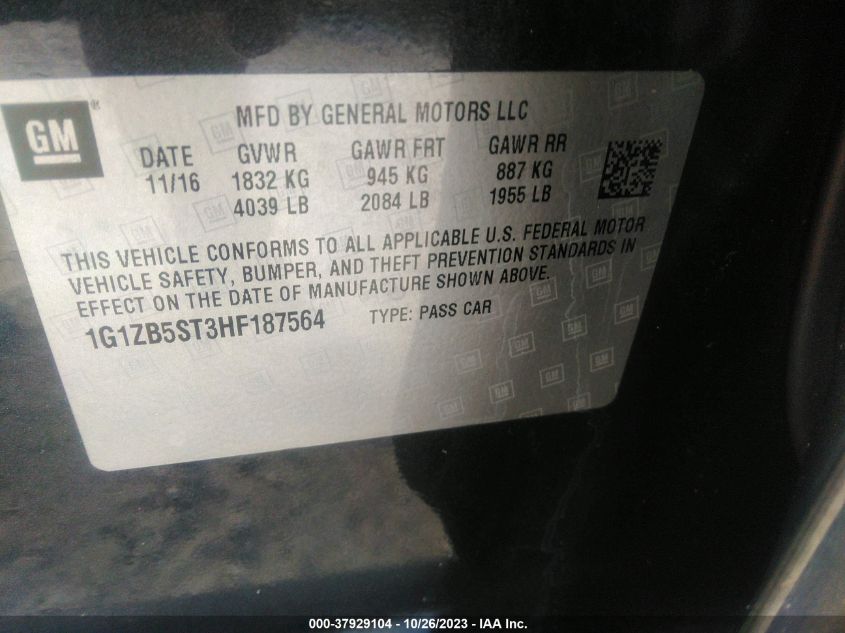 GM ®
MFD BY GENERAL MOTORS LLC
DATE GVWR GAWR FRT GAWR RR
11/16 1832 KG 945 KG 887 KG
4039 LB 2084 LB 1955 LB
THIS VEHICLE CONFORMS TO ALL APPLICABLE U.S. FEDERAL MOTOR
VEHICLE SAFETY, BUMPER, AND THEFT PREVENTION STANDARDS IN
EFFECT ON THE DATE OF MANUFACTURE SHOWN ABOVE.
1G1ZB5ST3HF187564 TYPE: PASS CAR
000-37929104 - 10/26/2023 - IAA Inc.